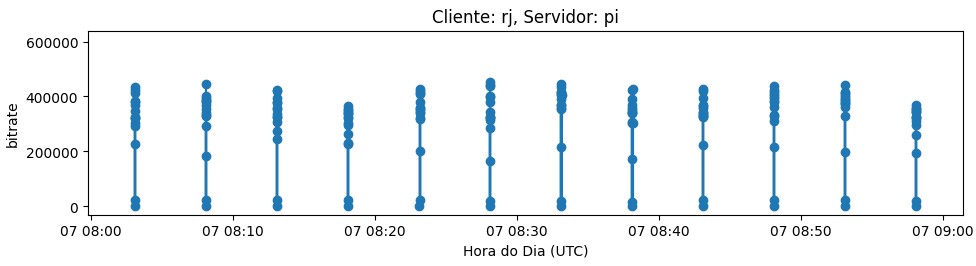 Cliente: rj, Servidor: pi
600000
400000
200000
0
bitrate
07 08:00 07 08:10 07 08:20 07 08:30 07 08:40 07 08:50 07 09:00
Hora do Dia (UTC)